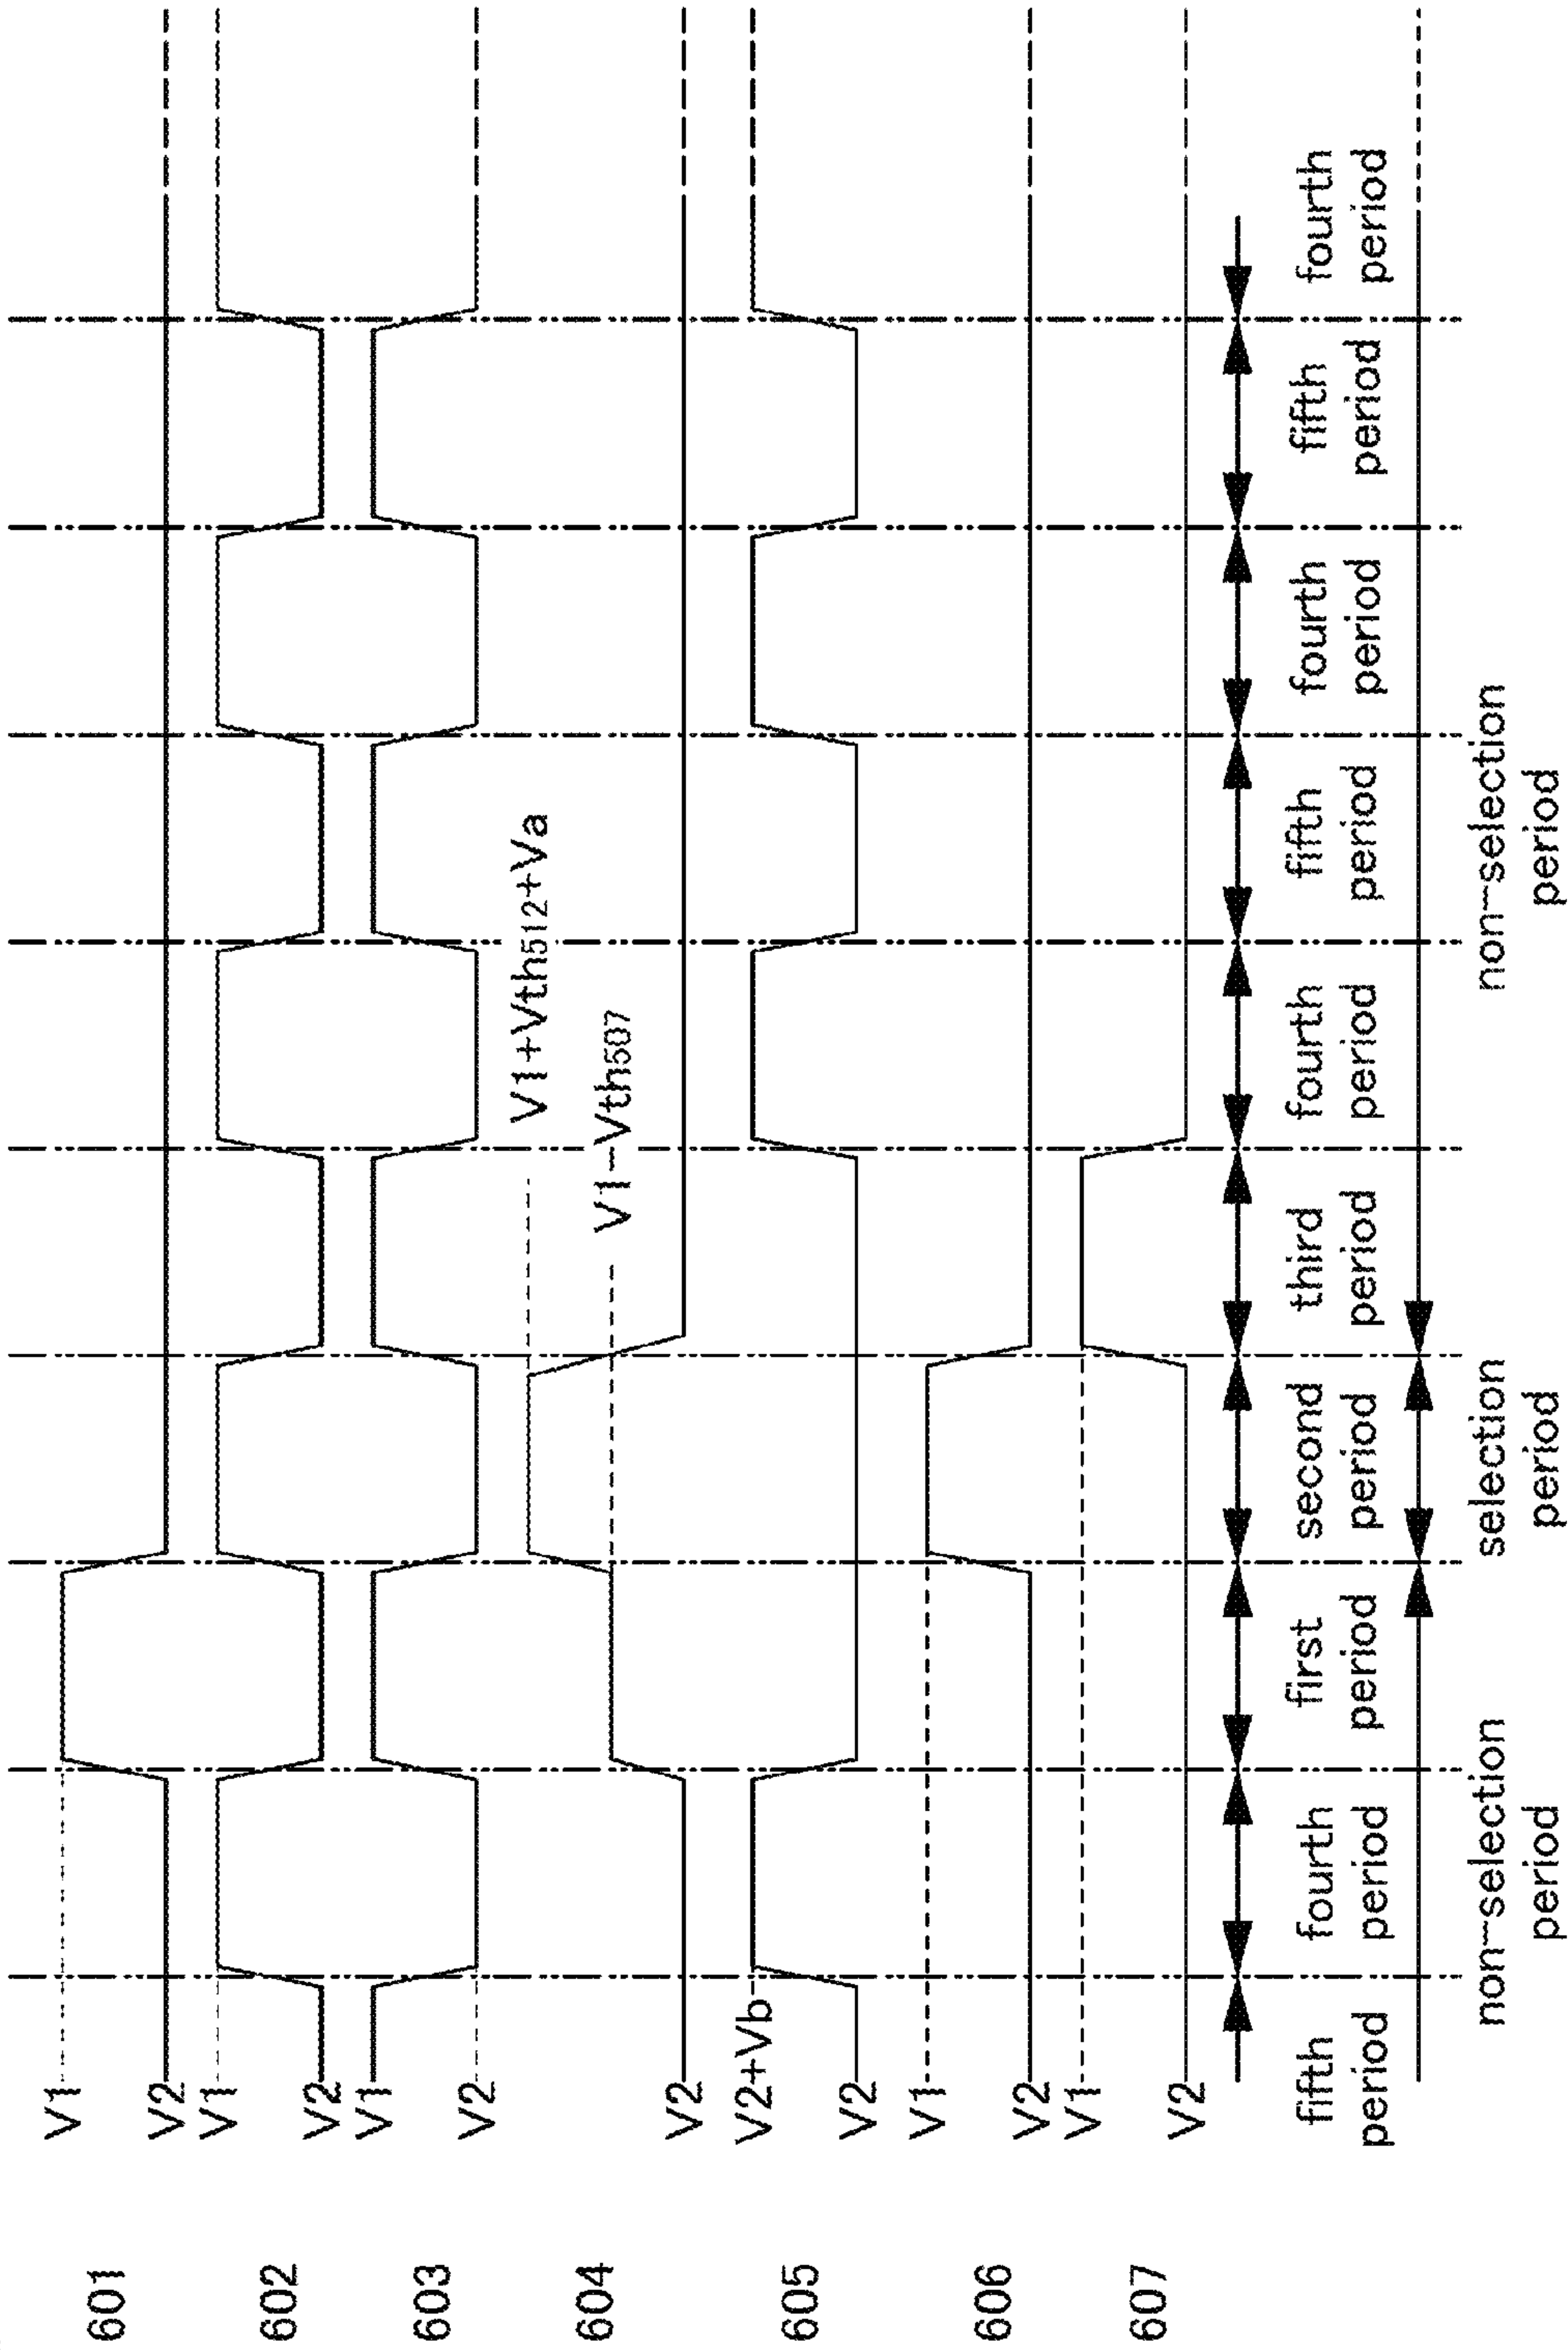 601
V1
V2
602
V1
V2
603
V1
V2
604
V1+Vth512+Va
V1-Vth507
V2
605
V2+Vb
V2
606
V1
V2
607
V1
V2
fifth
period
fourth
period
first
period
second
period
third
period
fourth
period
fifth
period
fourth
period
fifth
period
fourth
period
non-selection
period
selection
period
non-selection
period